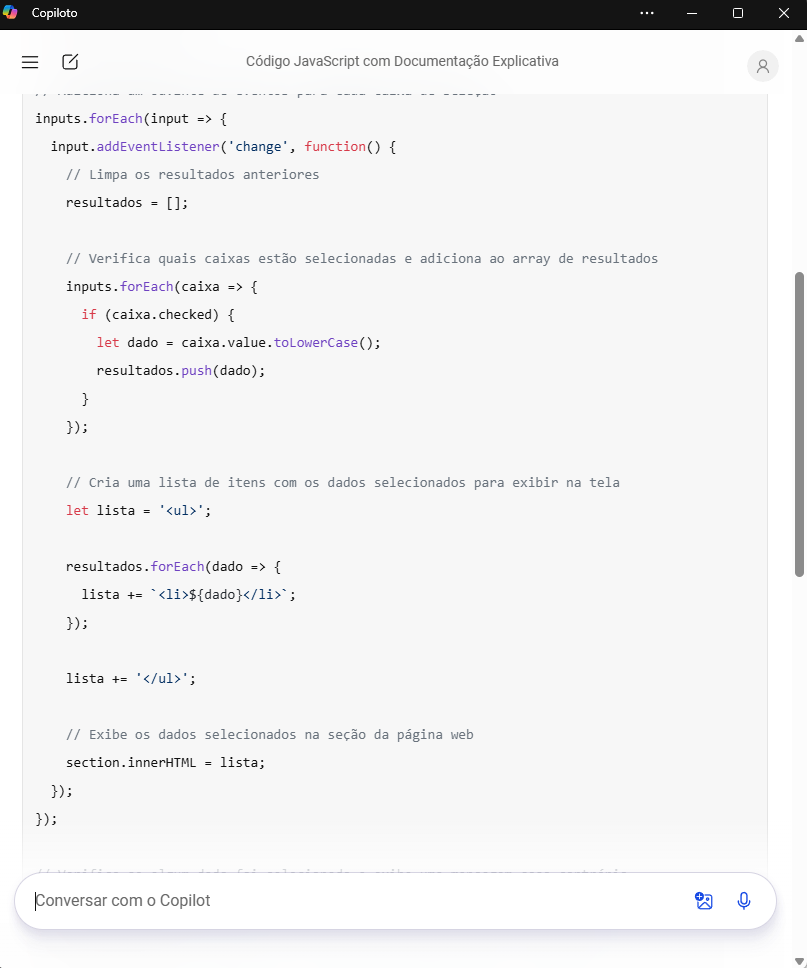 Copiloto
Código JavaScript com Documentação Explicativa
inputs.forEach(input => {
input.addEventListener('change', function() {
// Limpa os resultados anteriores
resultados = [];
// Verifica quais caixas estão selecionadas e adiciona ao array de resultados
inputs.forEach(caixa => {
if (caixa.checked) {
let dado = caixa.value.toLowerCase();
resultados.push(dado);
}
});
// Cria uma lista de itens com os dados selecionados para exibir na tela
let lista = '<ul>';
resultados.forEach(dado => {
lista += `<li>${dado}</li>`;
});
lista += '</ul>';
// Exibe os dados selecionados na seção da página web
section.innerHTML = lista;
});
});
Conversar com o Copilot